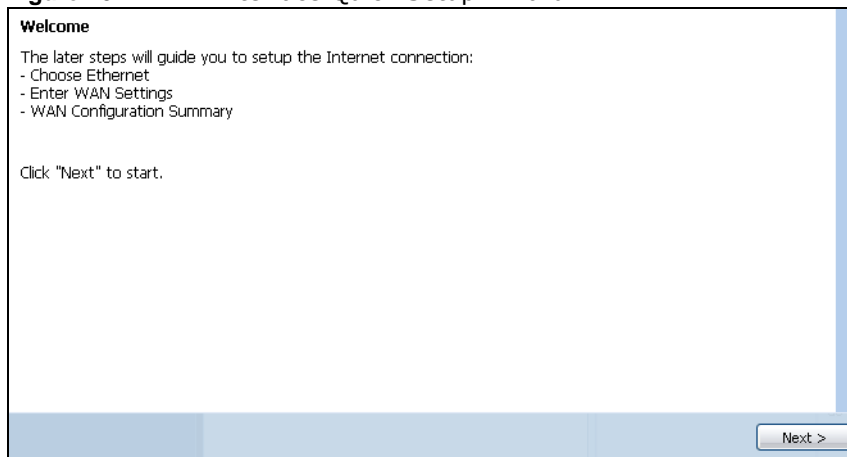 Welcome
The later steps will guide you to setup the Internet connection:
- Choose Ethernet
- Enter WAN Settings
- WAN Configuration Summary
Click "Next" to start.
Next >